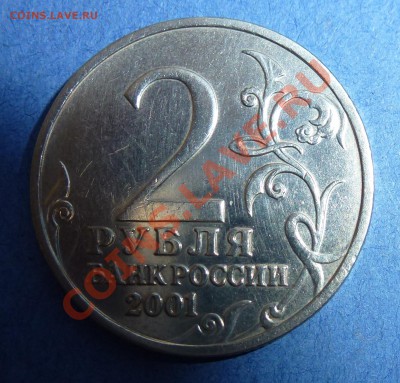 COINS.LAVE.RU
2
РУБЛЯ
БАНК РОССИИ
2001
COINS.LAVE.RU